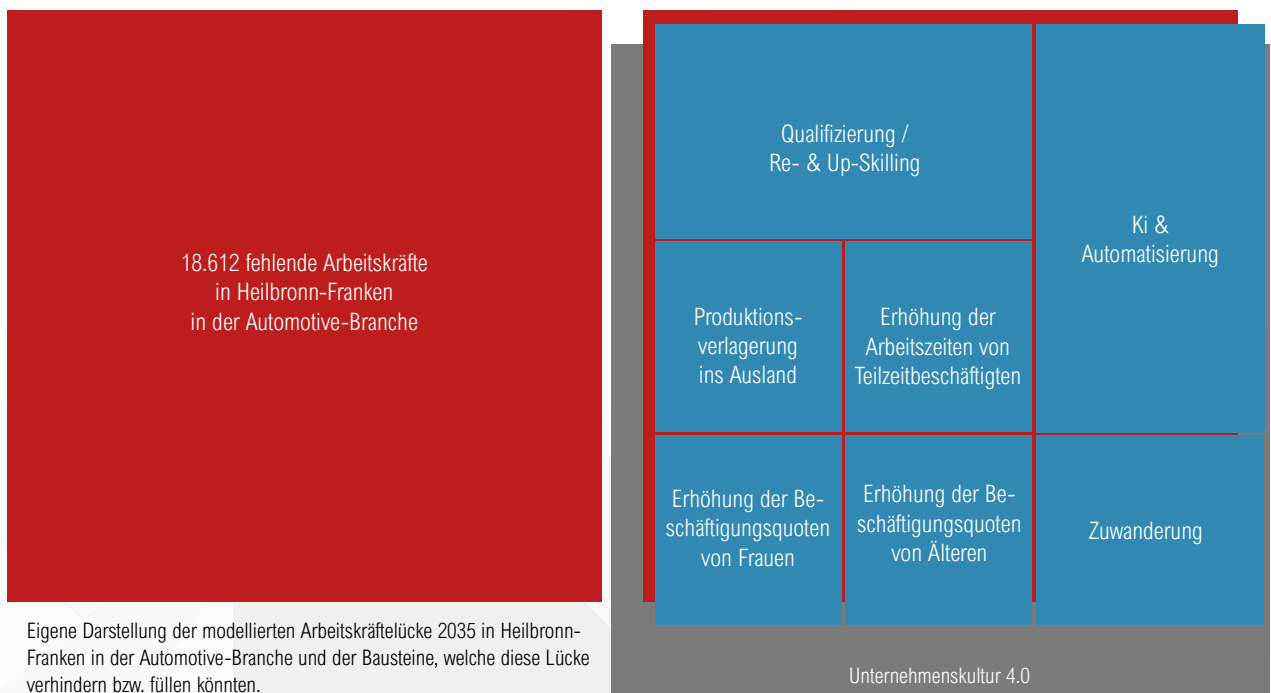 18.612 fehlende Arbeitskräfte
in Heilbronn-Franken
in der Automotive-Branche
Qualifizierung /
Re- & Up-Skilling
Ki &
Automatisierung
Produktions-
verlagerung
ins Ausland
Erhöhung der
Arbeitszeiten von
Teilzeitbeschäftigten
Erhöhung der Be-
schäftigungsquoten
von Frauen
Erhöhung der Be-
schäftigungsquoten
von Älteren
Zuwanderung
Eigene Darstellung der modellierten Arbeitskräftelücke 2035 in Heilbronn-
Franken in der Automotive-Branche und der Bausteine, welche diese Lücke
verhindern bzw. füllen könnten.
Unternehmenskultur 4.0